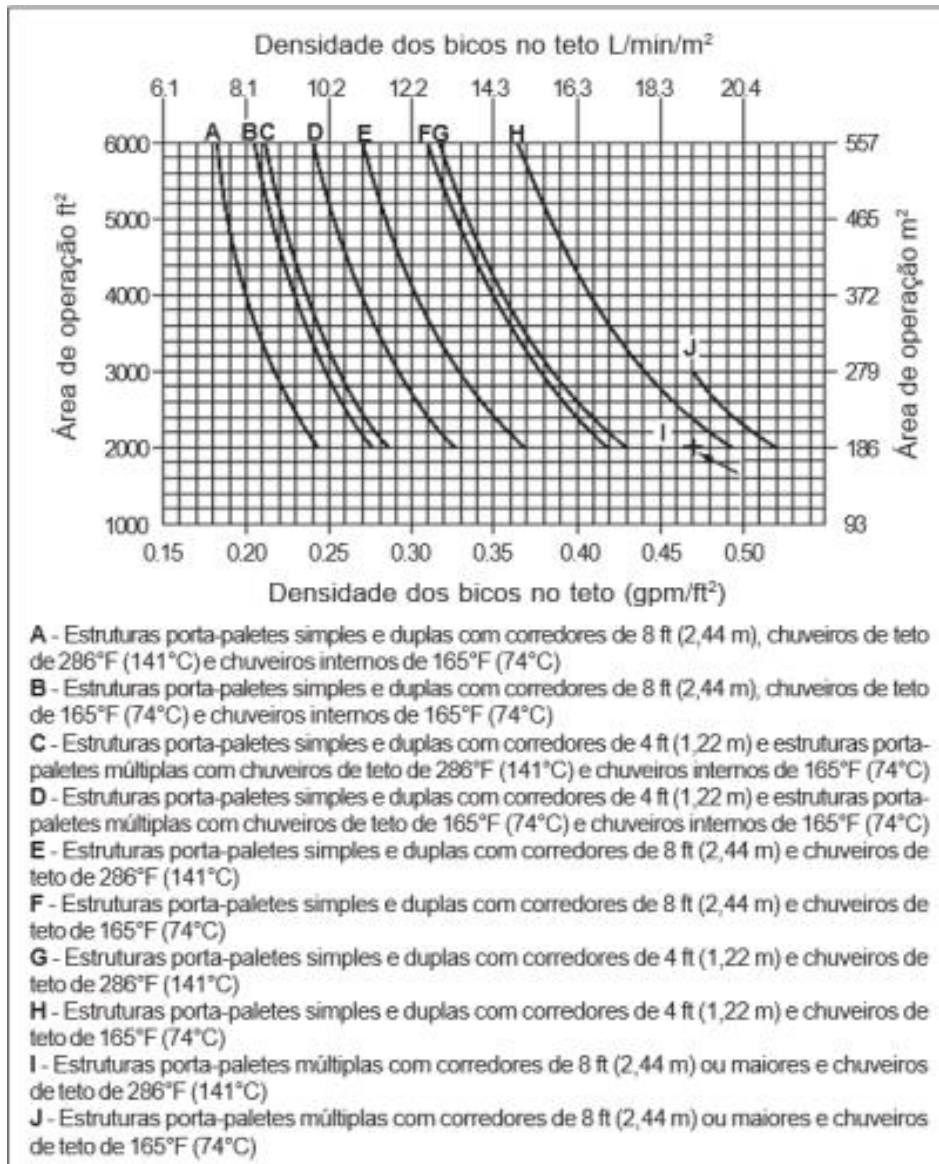 Densidade dos bicos no teto L/min/m²
6.1 8.1 10.2 12.2 14.3 16.3 18.3 20.4
A B C D E F G H
6000 557
5000 465
4000 372
3000 279
J
2000 186
I
1000 93
Área de operação ft²
Área de operação m²
0.15 0.20 0.25 0.30 0.35 0.40 0.45 0.50
Densidade dos bicos no teto (gpm/ft²)
A - Estruturas porta-paletes simples e duplas com corredores de 8 ft (2,44 m), chuveiros de teto
de 286°F (141°C) e chuveiros internos de 165°F (74°C)
B - Estruturas porta-paletes simples e duplas com corredores de 8 ft (2,44 m), chuveiros de teto
de 165°F (74°C) e chuveiros internos de 165°F (74°C)
C - Estruturas porta-paletes simples e duplas com corredores de 4 ft (1,22 m) e estruturas porta-
paletes múltiplas com chuveiros de teto de 286°F (141°C) e chuveiros internos de 165°F (74°C)
D - Estruturas porta-paletes simples e duplas com corredores de 4 ft (1,22 m) e estruturas porta-
paletes múltiplas com chuveiros de teto de 165°F (74°C) e chuveiros internos de 165°F (74°C)
E - Estruturas porta-paletes simples e duplas com corredores de 8 ft (2,44 m) e chuveiros de
teto de 286°F (141°C)
F - Estruturas porta-paletes simples e duplas com corredores de 8 ft (2,44 m) e chuveiros de
teto de 165°F (74°C)
G - Estruturas porta-paletes simples e duplas com corredores de 4 ft (1,22 m) e chuveiros de
teto de 286°F (141°C)
H - Estruturas porta-paletes simples e duplas com corredores de 4 ft (1,22 m) e chuveiros de
teto de 165°F (74°C)
I - Estruturas porta-paletes múltiplas com corredores de 8 ft (2,44 m) ou maiores e chuveiros
de teto de 286°F (141°C)
J - Estruturas porta-paletes múltiplas com corredores de 8 ft (2,44 m) ou maiores e chuveiros
de teto de 165°F (74°C)